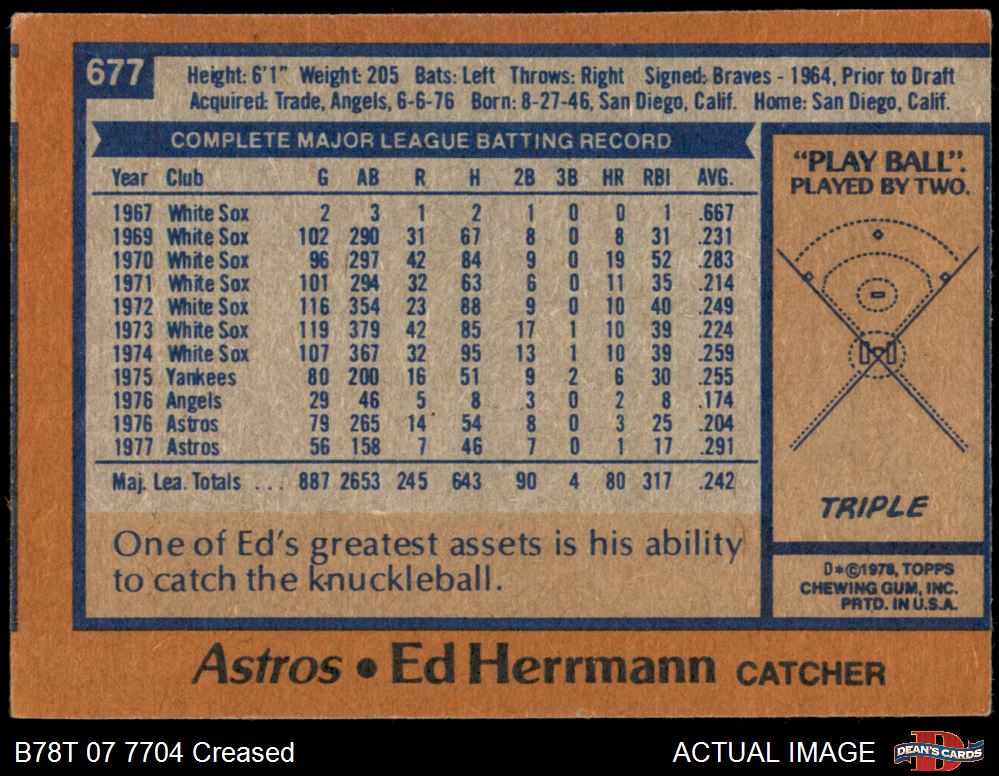 677
Height: 6'1" Weight: 205 Bats: Left Throws: Right Signed: Braves - 1964, Prior to Draft
Acquired: Trade, Angels, 6-6-76 Born: 8-27-46, San Diego, Calif. Home: San Diego, Calif.
COMPLETE MAJOR LEAGUE BATTING RECORD
Year Club G AB R H 2B 3B HR RBI AVG.
1967 White Sox 2 3 1 2 1 0 0 1 .667
1969 White Sox 102 290 31 67 8 0 8 31 .231
1970 White Sox 96 297 42 84 9 0 19 52 .283
1971 White Sox 101 294 32 63 6 0 11 35 .214
1972 White Sox 116 354 23 88 9 0 10 40 .249
1973 White Sox 119 379 42 85 17 1 10 39 .224
1974 White Sox 107 367 32 95 13 1 10 39 .259
1975 Yankees 80 200 16 51 9 2 6 30 .255
1976 Angels 29 46 5 8 3 0 2 8 .174
1976 Astros 79 265 14 54 8 0 3 25 .204
1977 Astros 56 158 7 46 7 0 1 17 .291
Maj. Lea. Totals ... 887 2653 245 643 90 4 80 317 .242
One of Ed's greatest assets is his ability
to catch the knuckleball.
"PLAY BALL".
PLAYED BY TWO.
TRIPLE
D*©1978, TOPPS
CHEWING GUM, INC.
PRTD. IN U.S.A.
Astros • Ed Herrmann CATCHER
B78T 07 7704 Creased
ACTUAL IMAGE
D
DEAN'S CARDS